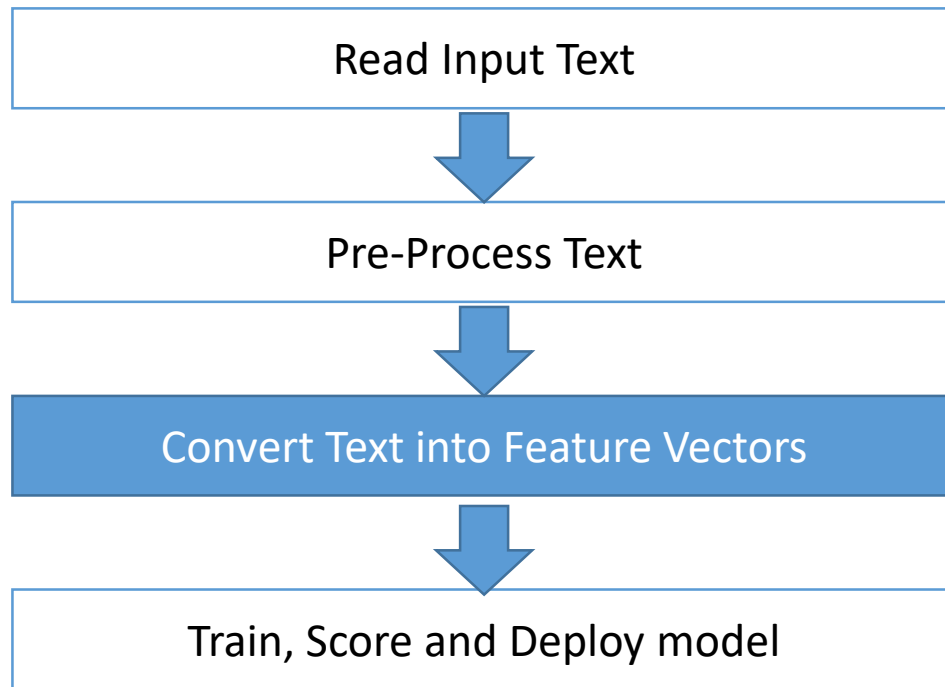 Read Input Text
Pre-Process Text
Convert Text into Feature Vectors
Train, Score and Deploy model